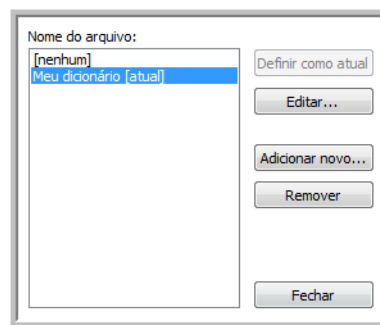 Nome do arquivo:
[nenhum]
Meu dicionário [atual]
Definir como atual
Editar...
Adicionar novo...
Remover
Fechar